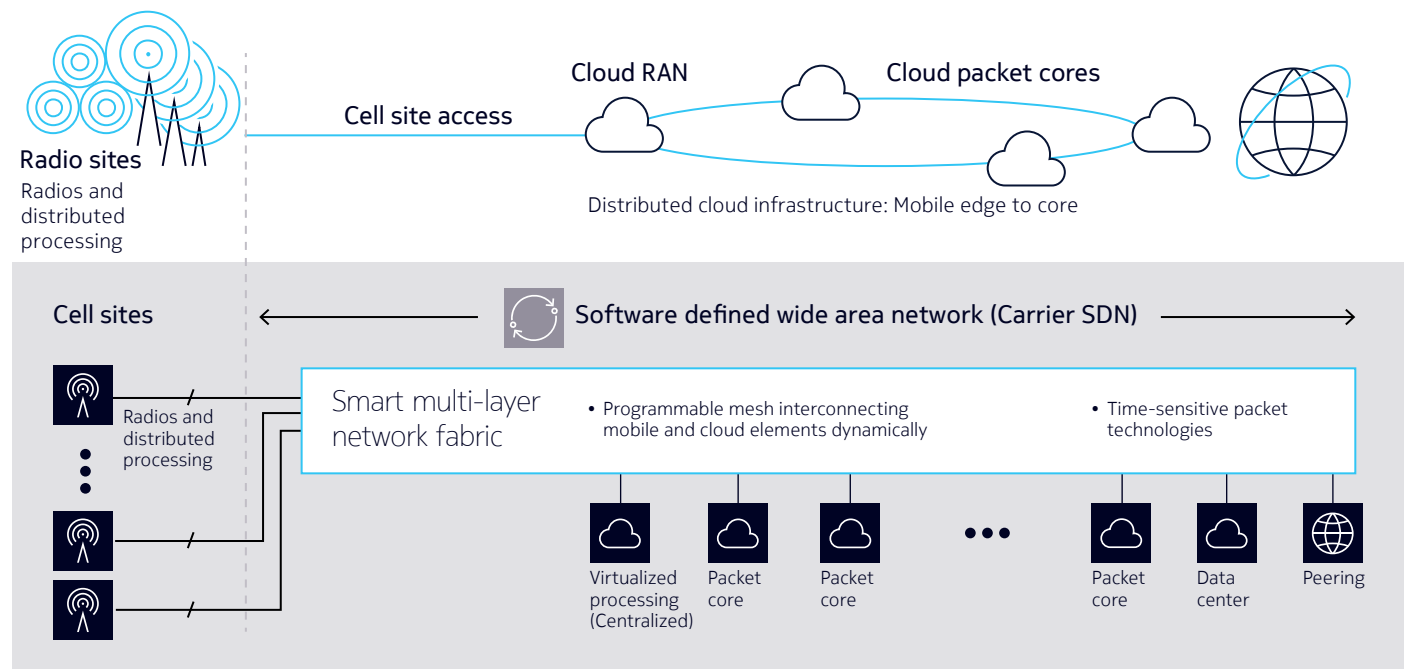 Cloud RAN
Cloud packet cores
Cell site access
Radio sites
Radios and
distributed
processing
Distributed cloud infrastructure: Mobile edge to core
Cell sites
Software defined wide area network (Carrier SDN)
Radios and
distributed
processing
Smart multi-layer
network fabric
• Programmable mesh interconnecting
mobile and cloud elements dynamically
• Time-sensitive packet
technologies
Virtualized
processing
(Centralized)
Packet
core
Packet
core
Packet
core
Data
center
Peering